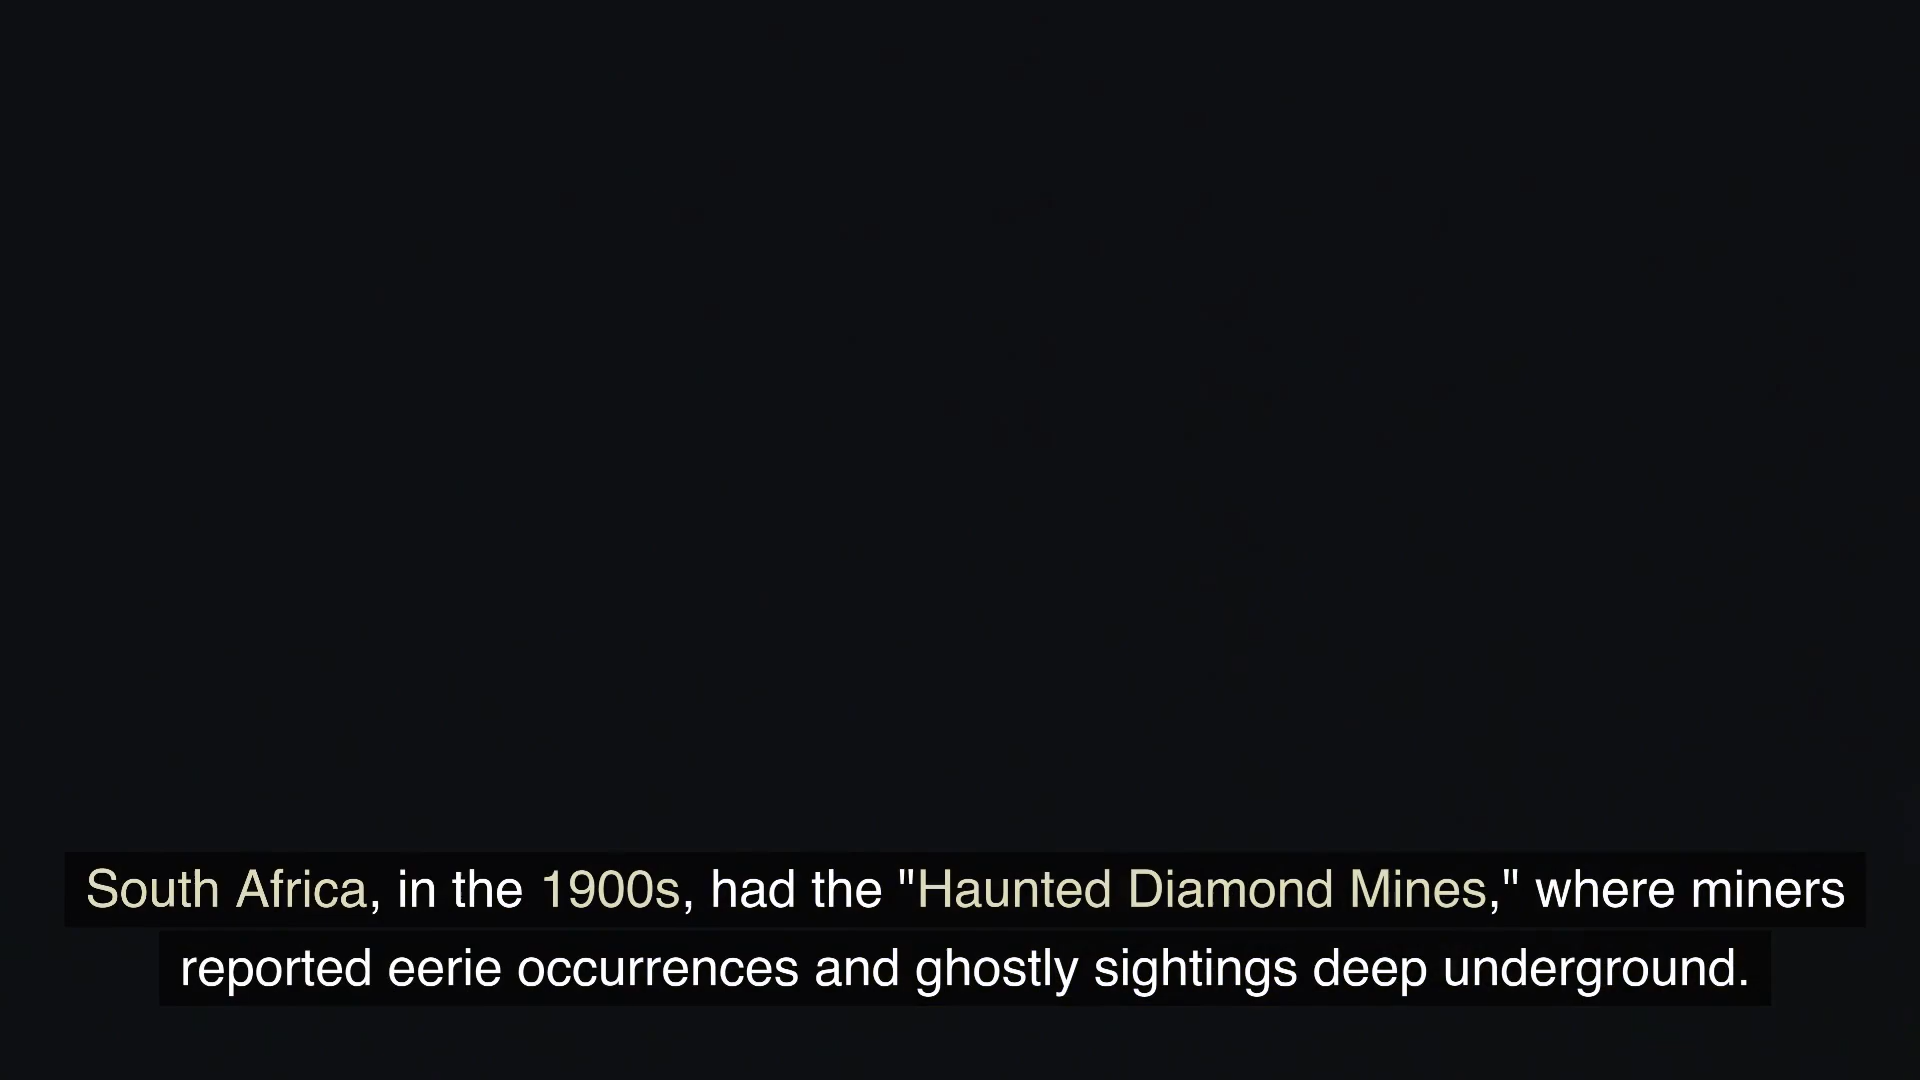 South Africa, in the 1900s, had the "Haunted Diamond Mines," where miners
reported eerie occurrences and ghostly sightings deep underground.